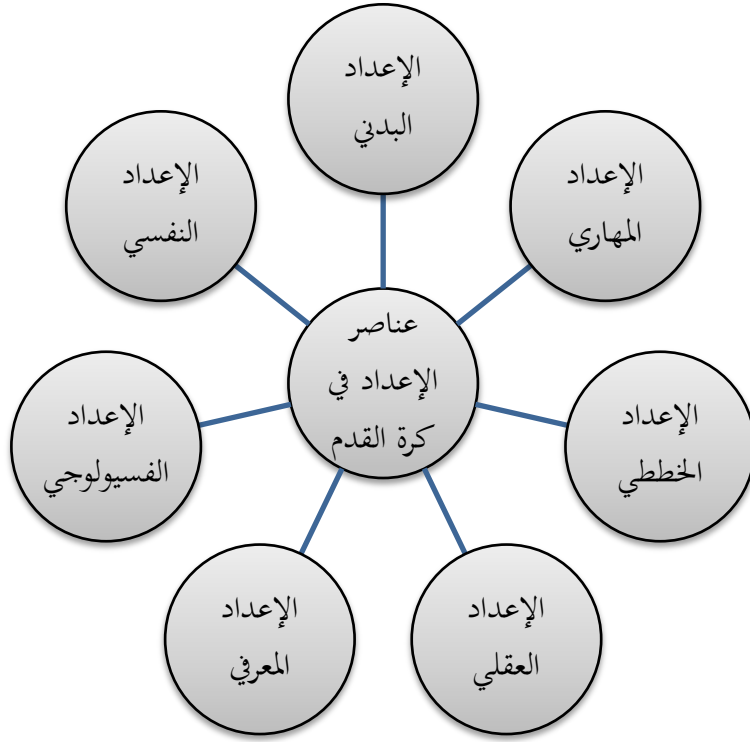 الإعداد
البدني
الإعداد
المهاري
الإعداد
الخططي
الإعداد
العقلي
الإعداد
المعرفي
الإعداد
الفسيولوجي
الإعداد
النفسي
عناصر
الإعداد في
كرة القدم